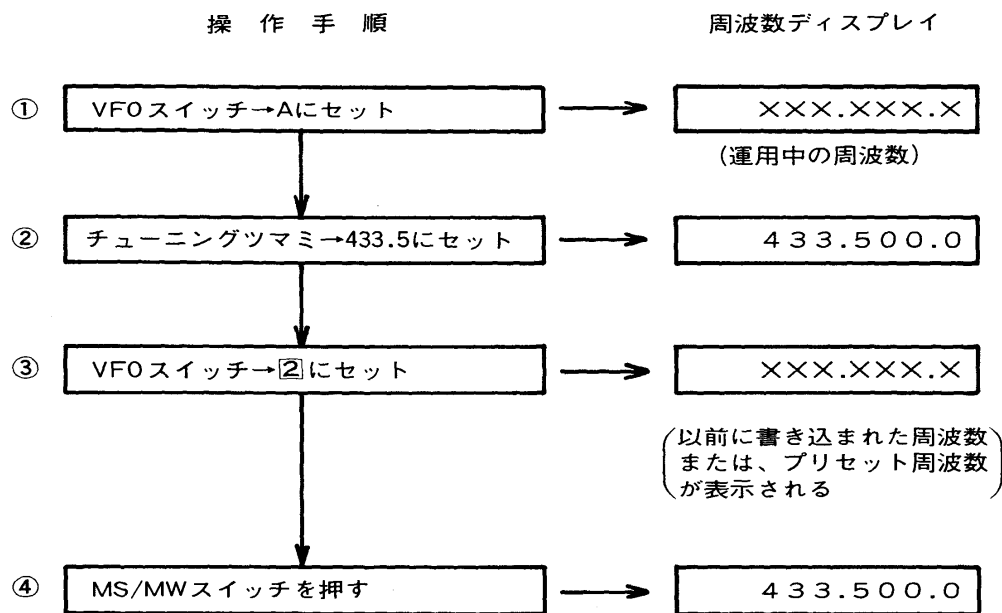 操作手順
周波数ディスプレイ
① VFOスイッチ→Aにセット
×××.×××.×
(運用中の周波数)
② チューニングツマミ→433.5にセット
433.500.0
③ VFOスイッチ→2にセット
×××.×××.×
(以前に書き込まれた周波数
または、プリセット周波数
が表示される)
④ MS/MWスイッチを押す
433.500.0